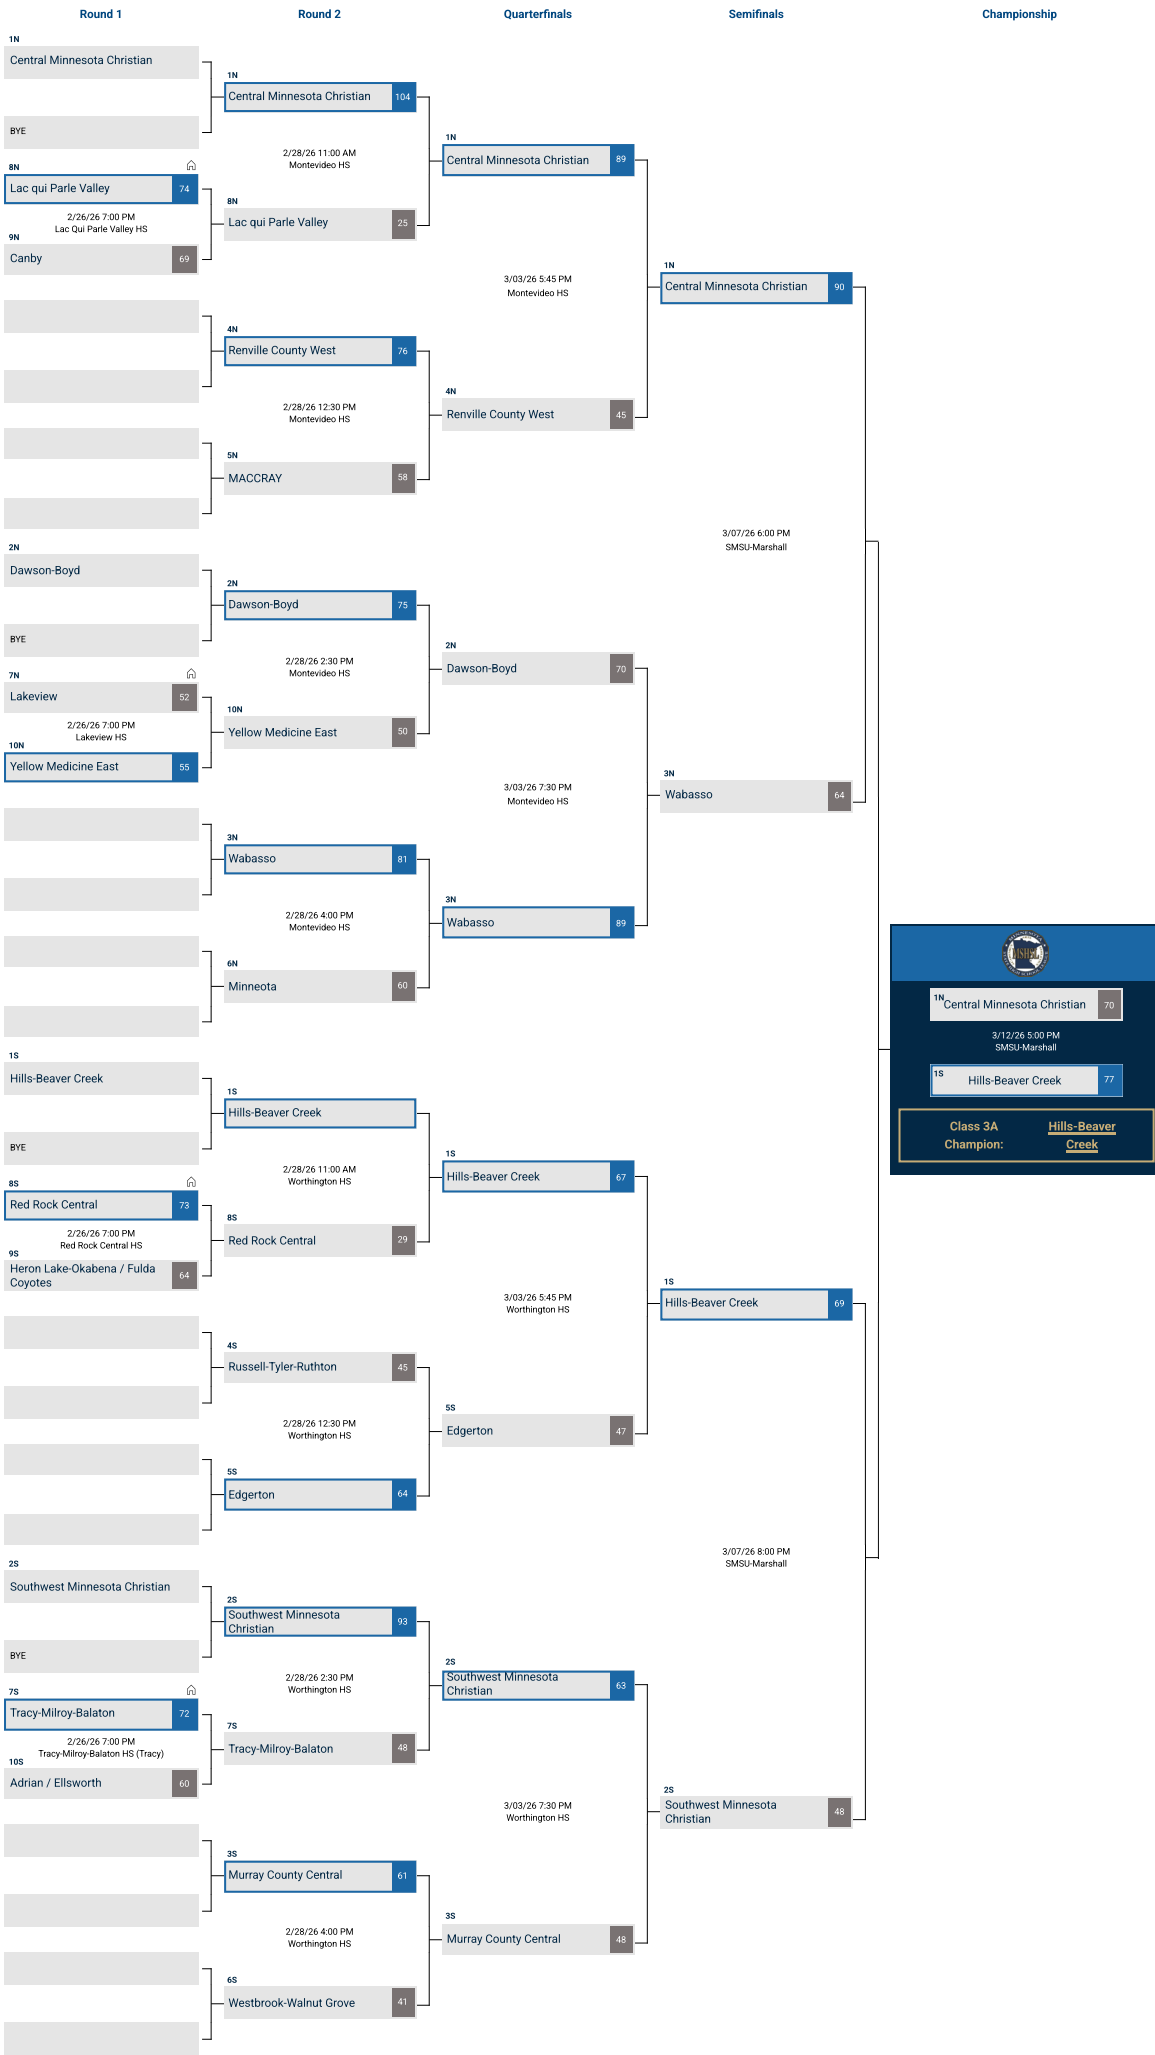 Round 1
Round 2
Quarterfinals
Semifinals
Championship
1N
Central Minnesota Christian
BYE
8N
Lac qui Parle Valley
74
2/26/26 7:00 PM
Lac Qui Parle Valley HS
9N
Canby
69
2N
Dawson-Boyd
BYE
7N
Lakeview
52
2/26/26 7:00 PM
Lakeview HS
10N
Yellow Medicine East
55
1S
Hills-Beaver Creek
BYE
8S
Red Rock Central
73
2/26/26 7:00 PM
Red Rock Central HS
9S
Heron Lake-Okabena / Fulda
Coyotes
64
2S
Southwest Minnesota Christian
BYE
7S
Tracy-Milroy-Balaton
72
2/26/26 7:00 PM
Tracy-Milroy-Balaton HS (Tracy)
10S
Adrian / Ellsworth
60
1N
Central Minnesota Christian
104
2/28/26 11:00 AM
Montevideo HS
8N
Lac qui Parle Valley
25
4N
Renville County West
76
2/28/26 12:30 PM
Montevideo HS
5N
MACCRAY
58
2N
Dawson-Boyd
75
2/28/26 2:30 PM
Montevideo HS
10N
Yellow Medicine East
50
3N
Wabasso
81
2/28/26 4:00 PM
Montevideo HS
6N
Minneota
60
1S
Hills-Beaver Creek
2/28/26 11:00 AM
Worthington HS
8S
Red Rock Central
29
4S
Russell-Tyler-Ruthton
45
2/28/26 12:30 PM
Worthington HS
5S
Edgerton
64
2S
Southwest Minnesota
Christian
93
2/28/26 2:30 PM
Worthington HS
7S
Tracy-Milroy-Balaton
48
3S
Murray County Central
61
2/28/26 4:00 PM
Worthington HS
6S
Westbrook-Walnut Grove
41
1N
Central Minnesota Christian
89
3/03/26 5:45 PM
Montevideo HS
4N
Renville County West
45
2N
Dawson-Boyd
70
3/03/26 7:30 PM
Montevideo HS
3N
Wabasso
89
1S
Hills-Beaver Creek
67
3/03/26 5:45 PM
Worthington HS
5S
Edgerton
47
2S
Southwest Minnesota
Christian
63
3/03/26 7:30 PM
Worthington HS
3S
Murray County Central
48
1N
Central Minnesota Christian
90
3/07/26 6:00 PM
SMSU-Marshall
3N
Wabasso
64
1S
Hills-Beaver Creek
69
3/07/26 8:00 PM
SMSU-Marshall
2S
Southwest Minnesota
Christian
48
MSHSL
1N
Central Minnesota Christian
70
3/12/26 5:00 PM
SMSU-Marshall
1S
Hills-Beaver Creek
77
Class 3A
Champion:
Hills-Beaver
Creek